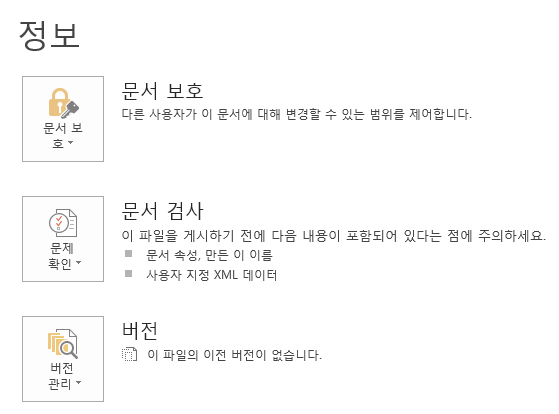 정보
문서 보
호
문서 보호
다른 사용자가 이 문서에 대해 변경할 수 있는 범위를 제어합니다.
문제
확인
문서 검사
이 파일을 게시하기 전에 다음 내용이 포함되어 있다는 점에 주의하세요.
문서 속성, 만든 이 이름
사용자 지정 XML 데이터
버전
관리
버전
이 파일의 이전 버전이 없습니다.